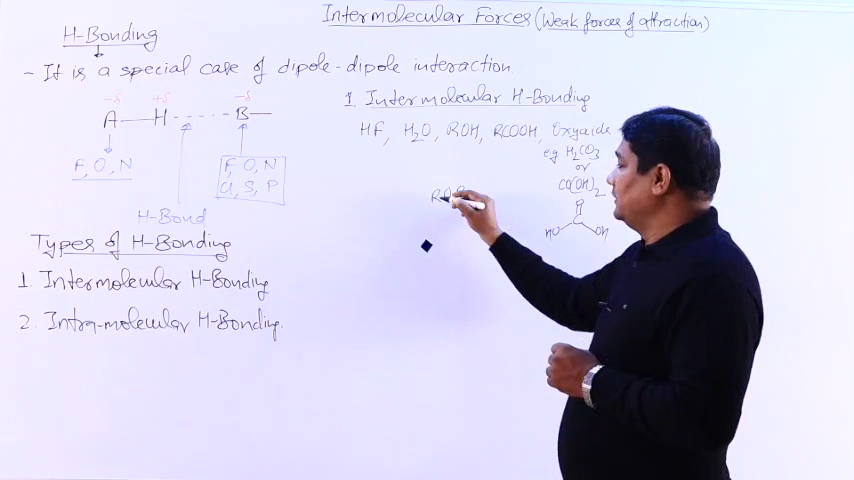 Intermolecular Forces (Weak forces of attraction)
H-Bonding
- It is a special case of dipole-dipole interaction.
-δ +δ -δ
A—H-----B—
F, O, N
F, O, N
Cl, S, P
H-Bond
Types of H-Bonding
1. Intermolecular H-Bonding
2. Intra-molecular H-Bonding.
1. Intermolecular H-Bonding
HF, H2O, ROH, RCOOH, Oxyacids
e.g H2CO3
or
CO(OH)2
O
C
HO OH